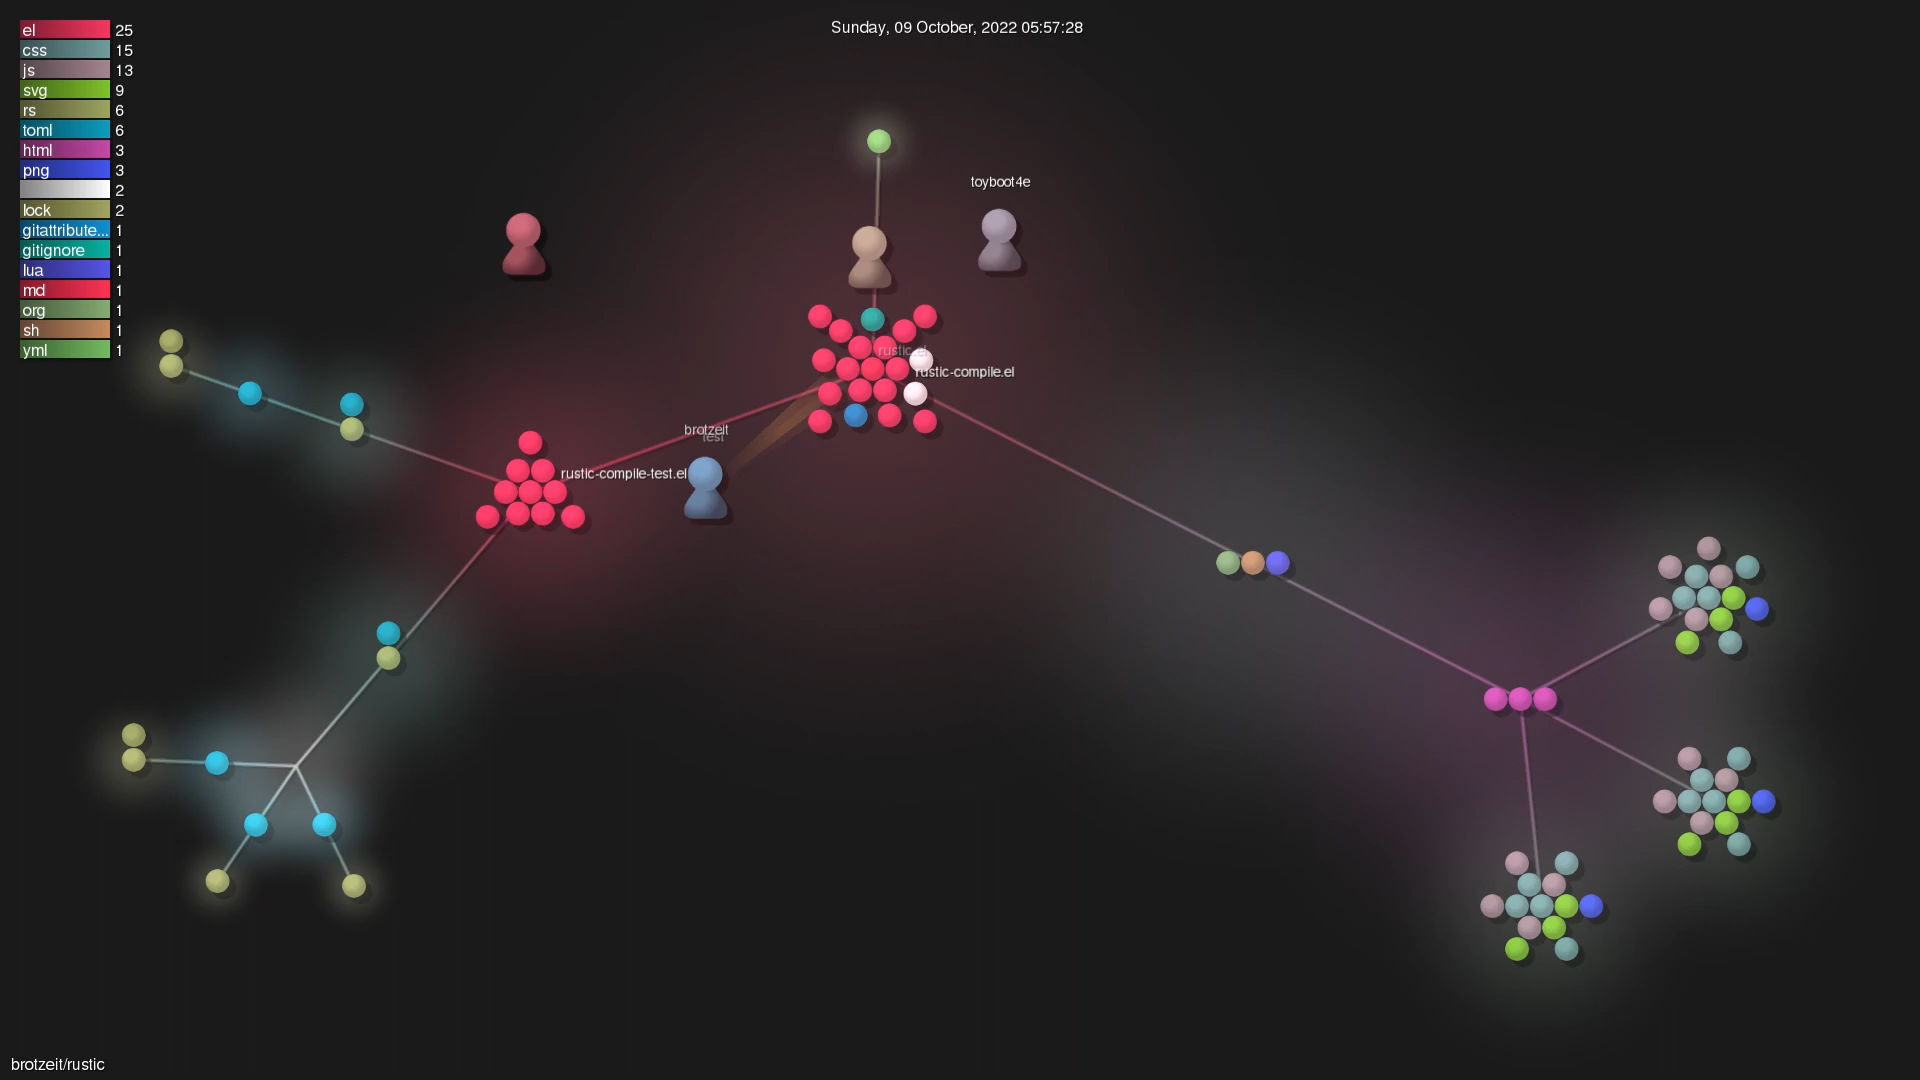 Sunday, 09 October, 2022 05:57:28
el 25
css 15
js 13
svg 9
rs 6
toml 6
html 3
png 3
2
lock 2
gitattribute... 1
gitignore 1
lua 1
md 1
org 1
sh 1
yml 1
toyboot4e
rustic.el
rustic-compile.el
brotzeit
test
rustic-compile-test.el
brotzeit/rustic